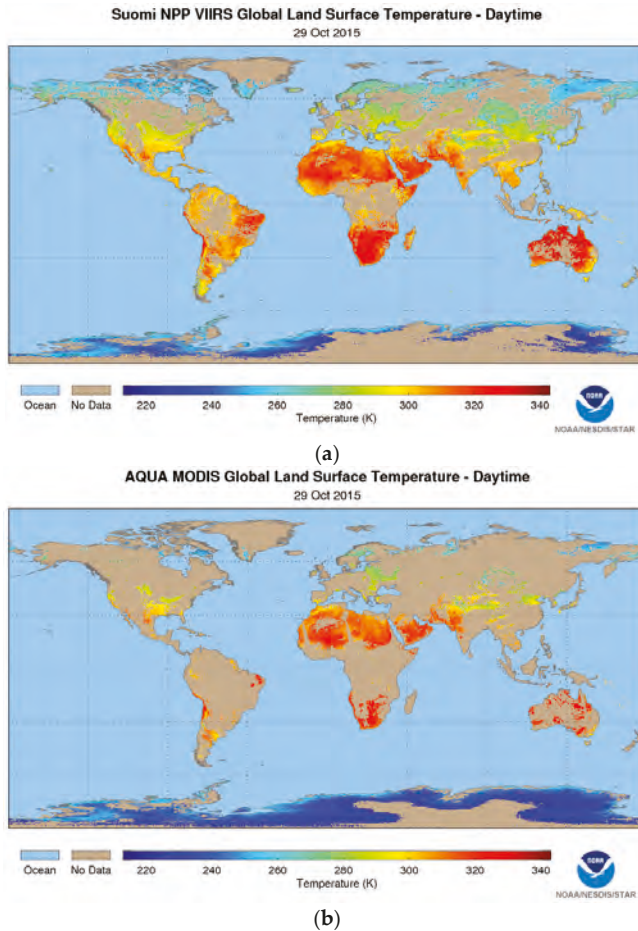 Suomi NPP VIIRS Global Land Surface Temperature - Daytime
29 Oct 2015
Ocean No Data 220 240 260 280 300 320 340
Temperature (K)
NOAA
NOAA/NESDIS/STAR
(a)
AQUA MODIS Global Land Surface Temperature - Daytime
29 Oct 2015
Ocean No Data 220 240 260 280 300 320 340
Temperature (K)
NOAA
NOAA/NESDIS/STAR
(b)